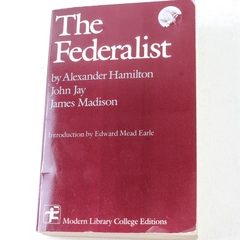 The
Federalist
by Alexander Hamilton
John Jay
James Madison
Introduction by Edward Mead Earle
Modern Library College Editions